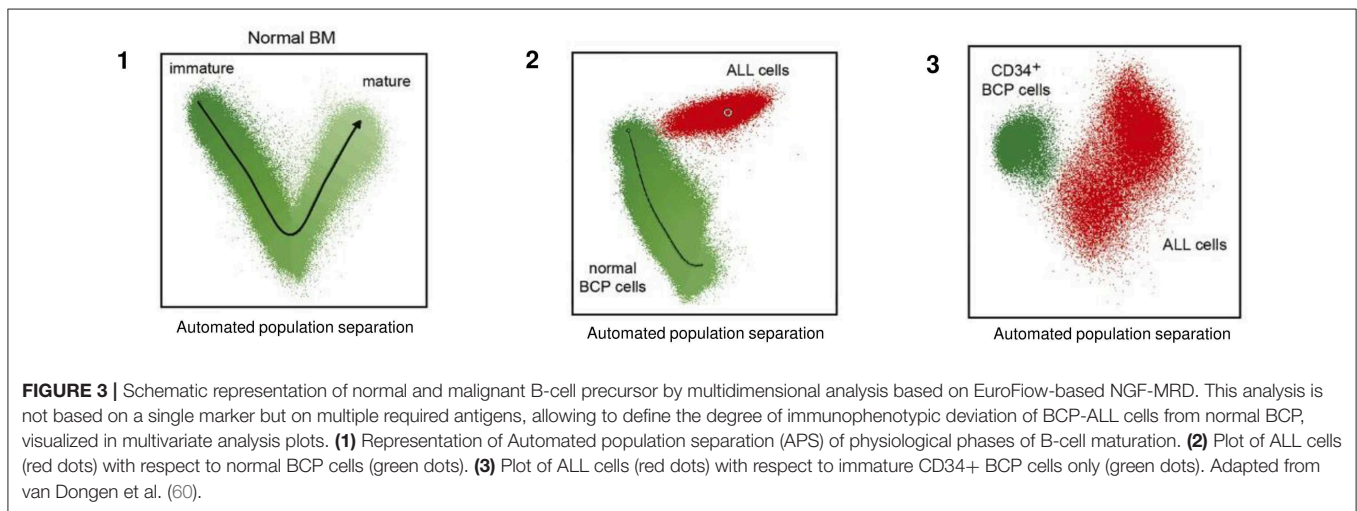 Normal BM
1
immature
mature
Automated population separation
2
ALL cells
normal
BCP cells
Automated population separation
3
CD34+
BCP cells
ALL cells
Automated population separation
FIGURE 3 | Schematic representation of normal and malignant B-cell precursor by multidimensional analysis based on EuroFiow-based NGF-MRD. This analysis is
not based on a single marker but on multiple required antigens, allowing to define the degree of immunophenotypic deviation of BCP-ALL cells from normal BCP,
visualized in multivariate analysis plots. (1) Representation of Automated population separation (APS) of physiological phases of B-cell maturation. (2) Plot of ALL cells
(red dots) with respect to normal BCP cells (green dots). (3) Plot of ALL cells (red dots) with respect to immature CD34+ BCP cells only (green dots). Adapted from
van Dongen et al. (60).